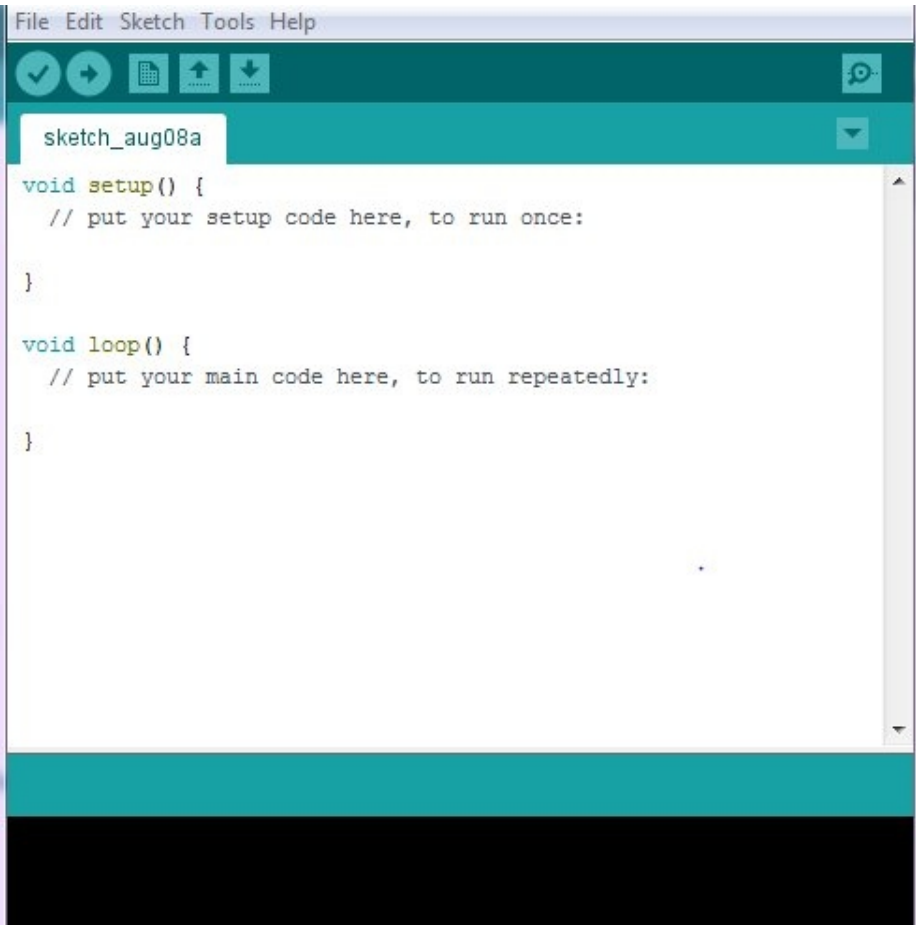 File Edit Sketch Tools Help
sketch_aug08a
void setup() {
  // put your setup code here, to run once:
}
void loop() {
  // put your main code here, to run repeatedly:
}